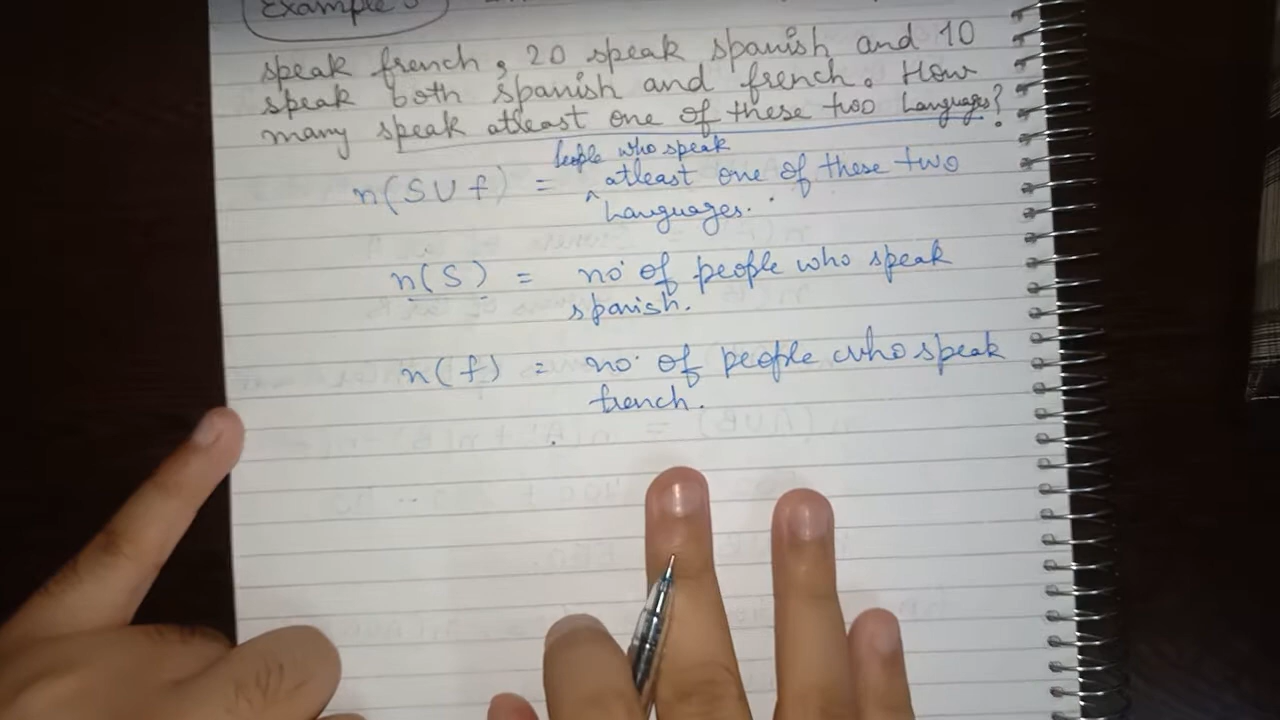 Example
speak french, 20 speak spanish and 10
speak both spanish and french. How
many speak atleast one of these two Languages?
people who speak
n(SUf) = ^ atleast one of these two
Languages.
n(S) = no of people who speak
spanish.
n(f) = no of people who speak
french.